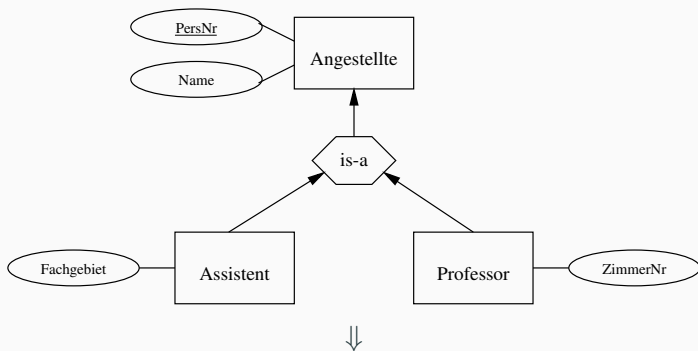 PersNr
Angestellte
Name
is-a
Fachgebiet
Assistent
Professor
ZimmerNr
⇓